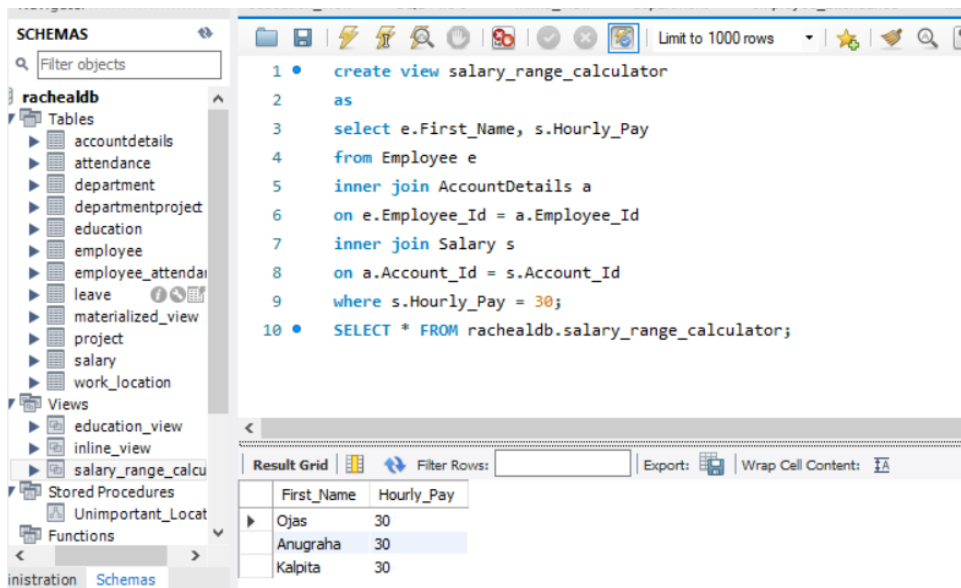 SCHEMAS
Filter objects
rachealdb
Tables
accountdetails
attendance
department
departmentproject
education
employee
employee_attendar
leave
materialized_view
project
salary
work_location
Views
education_view
inline_view
salary_range_calcu
Stored Procedures
Unimportant_Locat
Functions
inistration Schemas
Limit to 1000 rows
1 create view salary_range_calculator
2 as
3 select e.First_Name, s.Hourly_Pay
4 from Employee e
5 inner join AccountDetails a
6 on e.Employee_Id = a.Employee_Id
7 inner join Salary s
8 on a.Account_Id = s.Account_Id
9 where s.Hourly_Pay = 30;
10 SELECT * FROM rachealdb.salary_range_calculator;
Result Grid Filter Rows: Export: Wrap Cell Content: IA
First_Name Hourly_Pay
Ojas 30
Anugraha 30
Kalpita 30